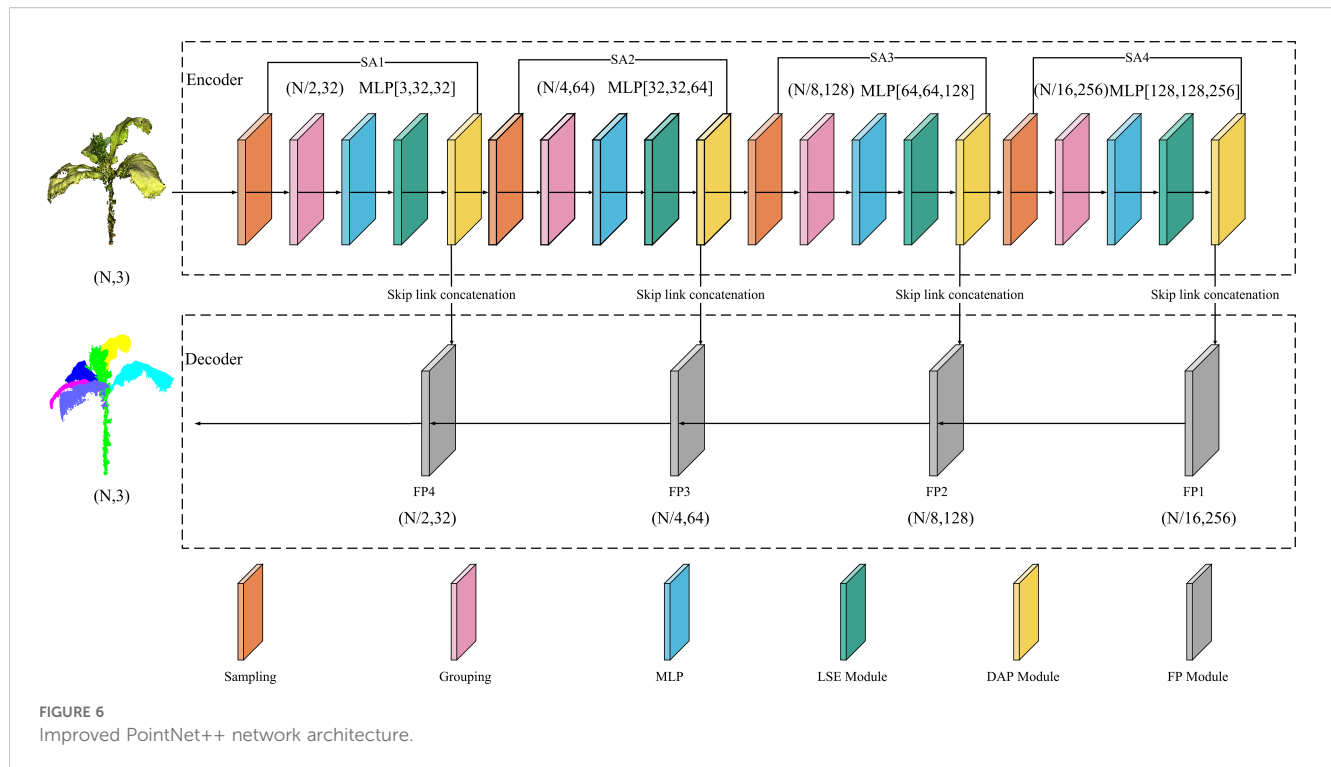 SA1
SA2
SA3
SA4
Encoder
(N/2,32) MLP[3,32,32]
(N/4,64) MLP[32,32,64]
(N/8,128) MLP[64,64,128]
(N/16,256)MLP[128,128,256]
(N,3)
Skip link concatenation
Skip link concatenation
Skip link concatenation
Skip link concatenation
Decoder
(N,3)
FP4
FP3
FP2
FP1
(N/2,32)
(N/4,64)
(N/8,128)
(N/16,256)
Sampling
Grouping
MLP
LSE Module
DAP Module
FP Module
FIGURE 6
Improved PointNet++ network architecture.